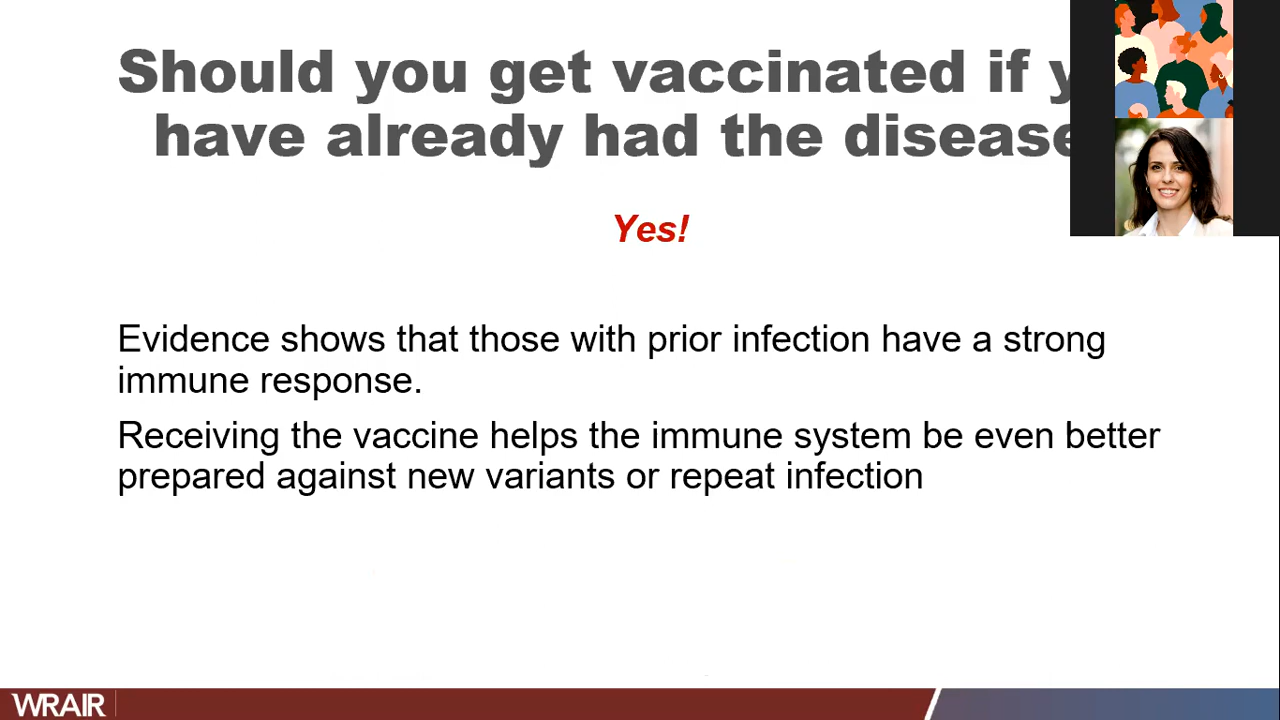 Should you get vaccinated if y
have already had the disease
Yes!
Evidence shows that those with prior infection have a strong
immune response.
Receiving the vaccine helps the immune system be even better
prepared against new variants or repeat infection
WRAIR